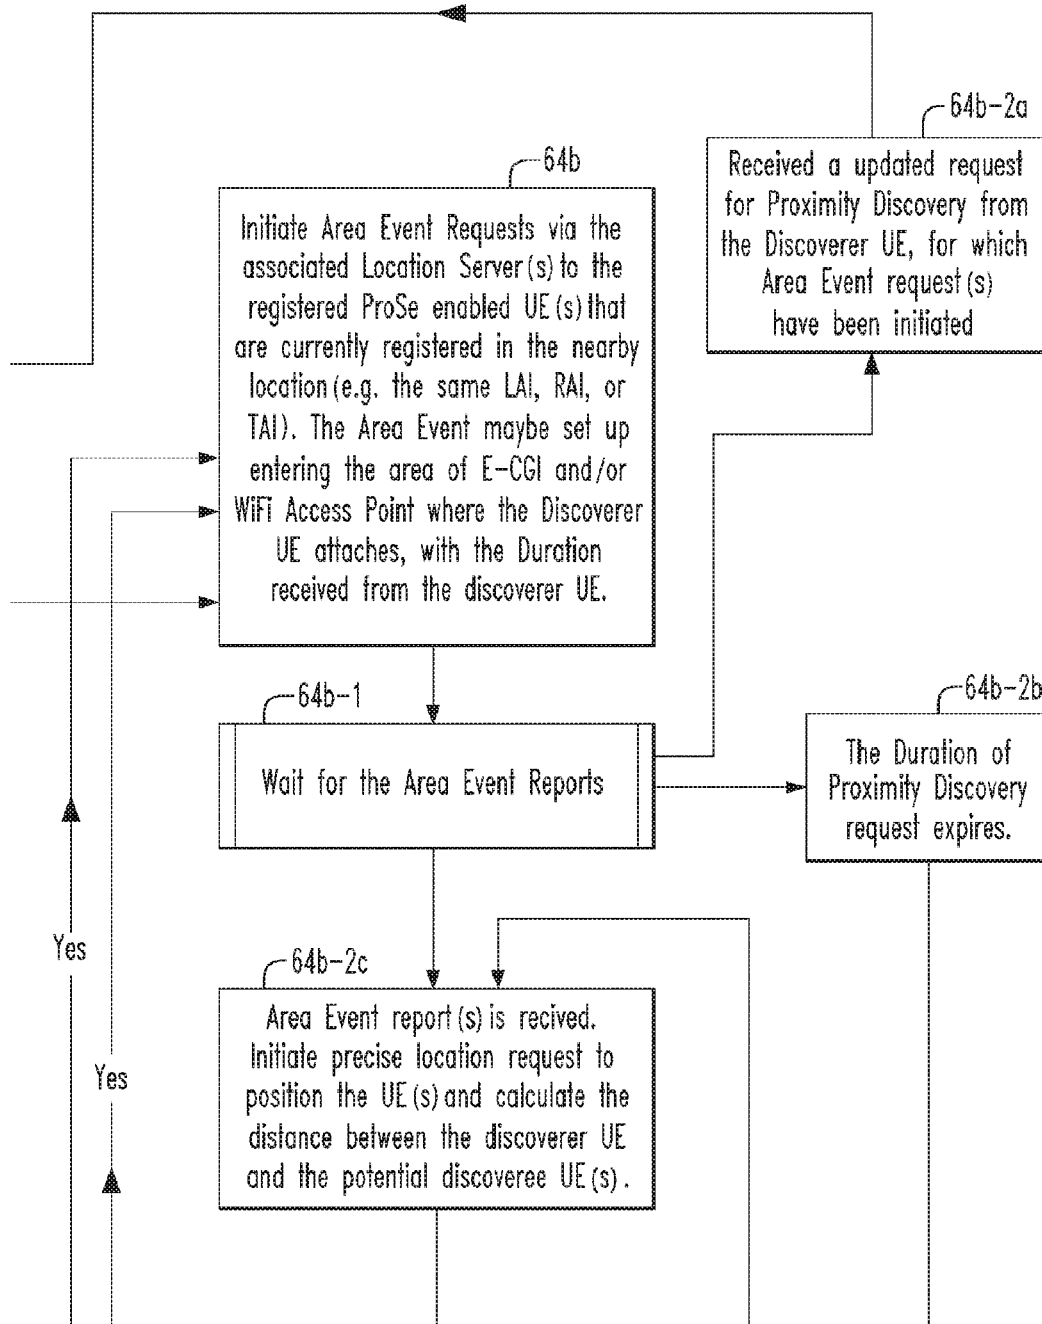 64b-2a
Received a updated request
for Proximity Discovery from
the Discoverer UE, for which
Area Event request(s)
have been initiated
64b
Initiate Area Event Requests via the
associated Location Server(s) to the
registered ProSe enabled UE(s) that
are currently registered in the nearby
location(e.g. the same LAI, RAI, or
TAI). The Area Event maybe set up
entering the area of E-CGI and/or
WiFi Access Point where the Discoverer
UE attaches, with the Duration
received from the discoverer UE.
64b-1
Wait for the Area Event Reports
64b-2b
The Duration of
Proximity Discovery
request expires.
Yes
Yes
64b-2c
Area Event report(s) is recived.
Initiate precise location request to
position the UE(s) and calculate the
distance between the discoverer UE
and the potential discoveree UE(s).